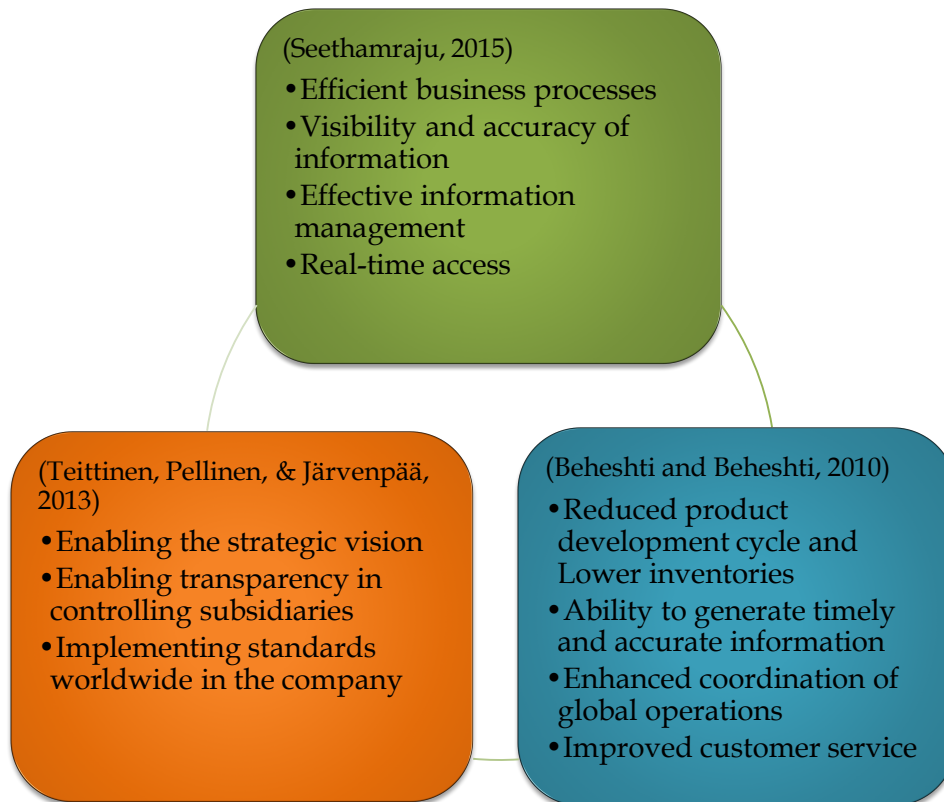 (Seethamraju, 2015)
•Efficient business processes
•Visibility and accuracy of
information
•Effective information
management
•Real-time access
(Teittinen, Pellinen, & Järvenpää,
2013)
•Enabling the strategic vision
•Enabling transparency in
controlling subsidiaries
•Implementing standards
worldwide in the company
(Beheshti and Beheshti, 2010)
•Reduced product
development cycle and
Lower inventories
•Ability to generate timely
and accurate information
•Enhanced coordination of
global operations
•Improved customer service